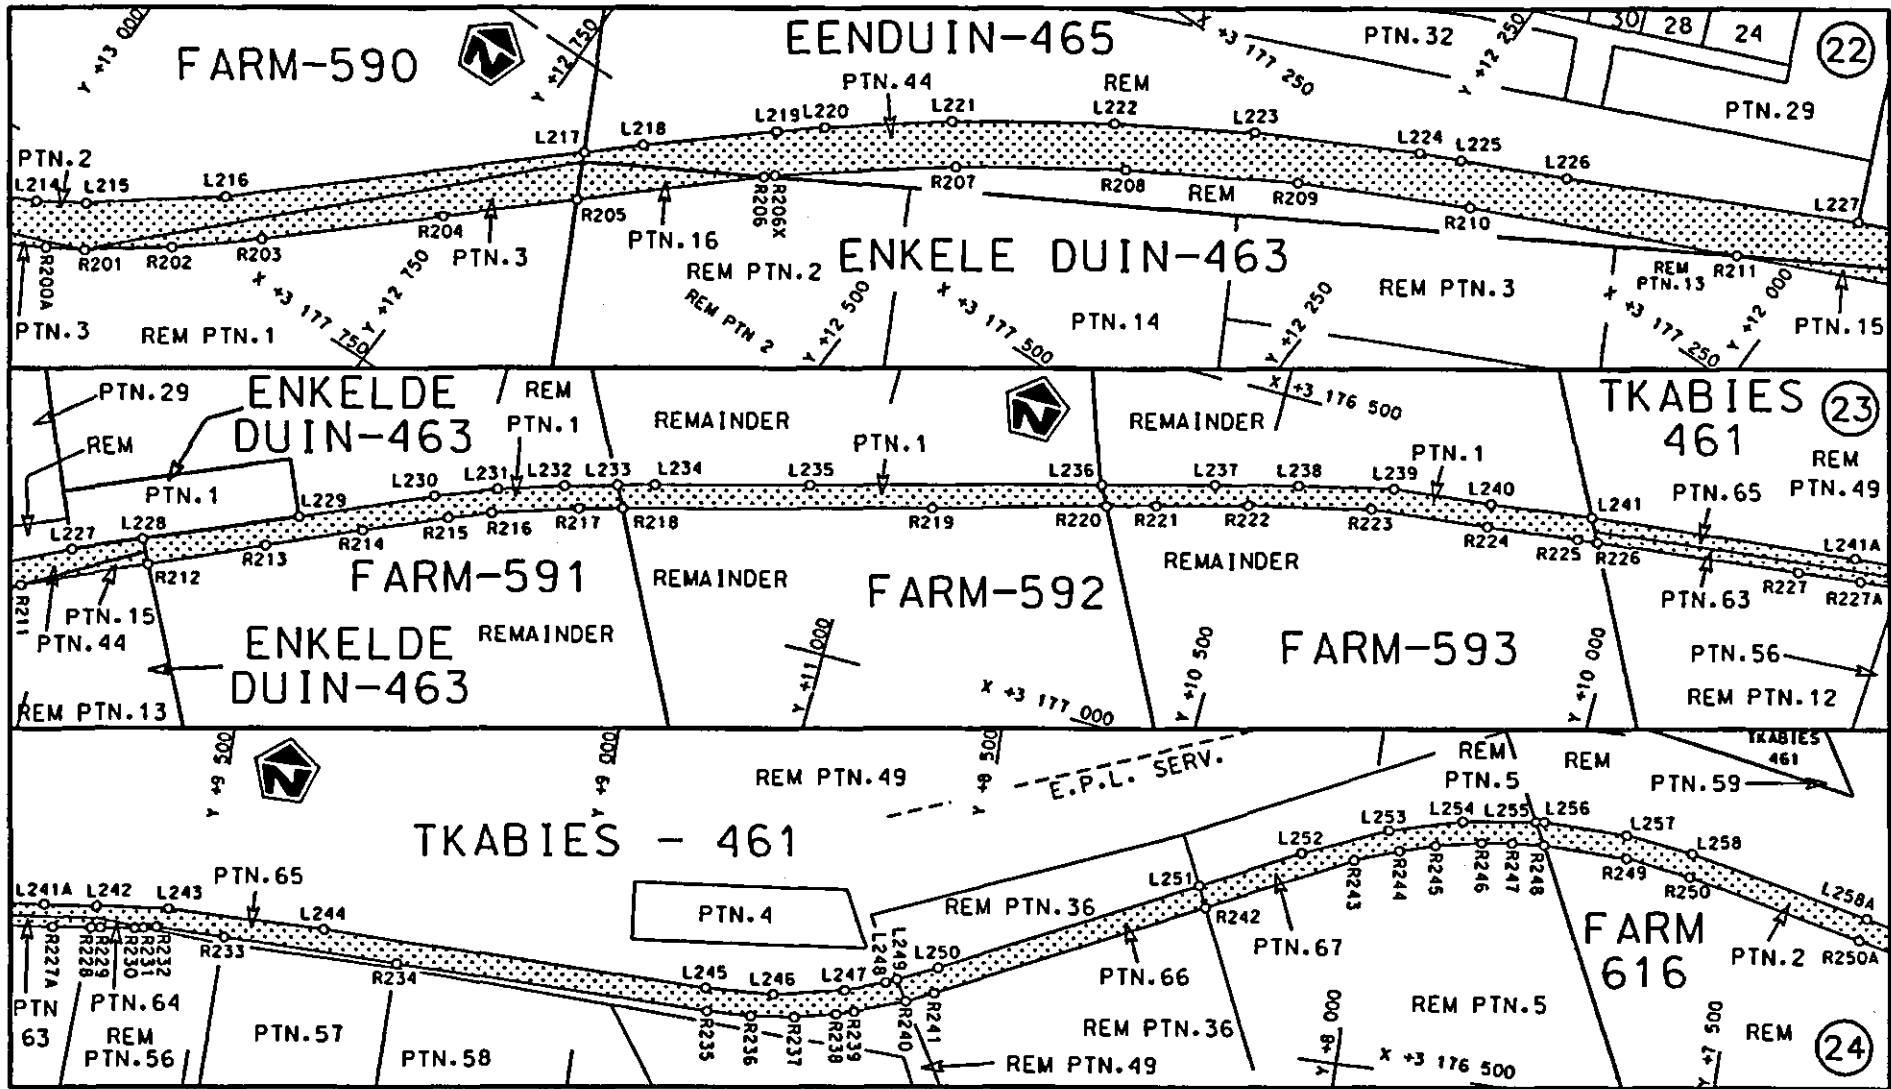 Y +13 000
FARM-590
N
Y +12 750
EENDUIN-465
X +3 177 250
PTN.32
Y +12 250
30
28
24
22
PTN.44
REM
PTN.29
L219
L220
L221
L222
L223
L217
L218
L224
L225
PTN.2
L214
L215
L216
L226
L227
R207
R208
R209
R206
R206X
REM
R205
R210
R204
PTN.16
R200A
R201
R202
R203
PTN.3
R211
REM PTN.2
ENKELE DUIN-463
REM
PTN.13
PTN.3
REM PTN.1
X +3 177 750
Y +12 750
REM PTN 2
Y +12 500
X +3 177 500
PTN.14
Y +12 250
REM PTN.3
X +3 177 250
Y +12 000
PTN.15
PTN.29
ENKELDE
DUIN-463
REM
PTN.1
REMAINDER
N
PTN.1
REMAINDER
X +3 176 500
TKABIES
461
23
REM
PTN.1
PTN.1
PTN.65
REM
PTN.49
L227
L228
L229
L230
L231
L232
L233
L234
L235
L236
L237
L238
L239
L240
L241
L241A
R211
R212
R213
R214
R215
R216
R217
R218
R219
R220
R221
R222
R223
R224
R225
R226
R227
R227A
PTN.15
PTN.44
FARM-591
REMAINDER
FARM-592
REMAINDER
PTN.63
ENKELDE
DUIN-463
REMAINDER
Y +11 000
X +3 177 000
Y +10 500
FARM-593
Y +10 000
PTN.56
REM PTN.12
REM PTN.13
Y +9 500
N
Y +9 000
REM PTN.49
Y +8 500
E.P.L. SERV.
REM
PTN.5
REM
TKABIES
461
PTN.59
TKABIES - 461
L241A
L242
L243
PTN.65
L244
PTN.4
REM PTN.36
L251
L252
L253
L254
L255
L256
L257
L258
L258A
L245
L246
L247
L248
L249
L250
R227A
R228
R229
R230
R231
R232
R233
R234
R235
R236
R237
R238
R239
R240
R241
R242
R243
R244
R245
R246
R247
R248
R249
R250
R250A
PTN
63
PTN.64
REM
PTN.56
PTN.57
PTN.58
PTN.66
REM PTN.36
REM PTN.49
PTN.67
Y +8 000
X +3 176 500
REM PTN.5
FARM
616
PTN.2
Y +7 500
REM
24